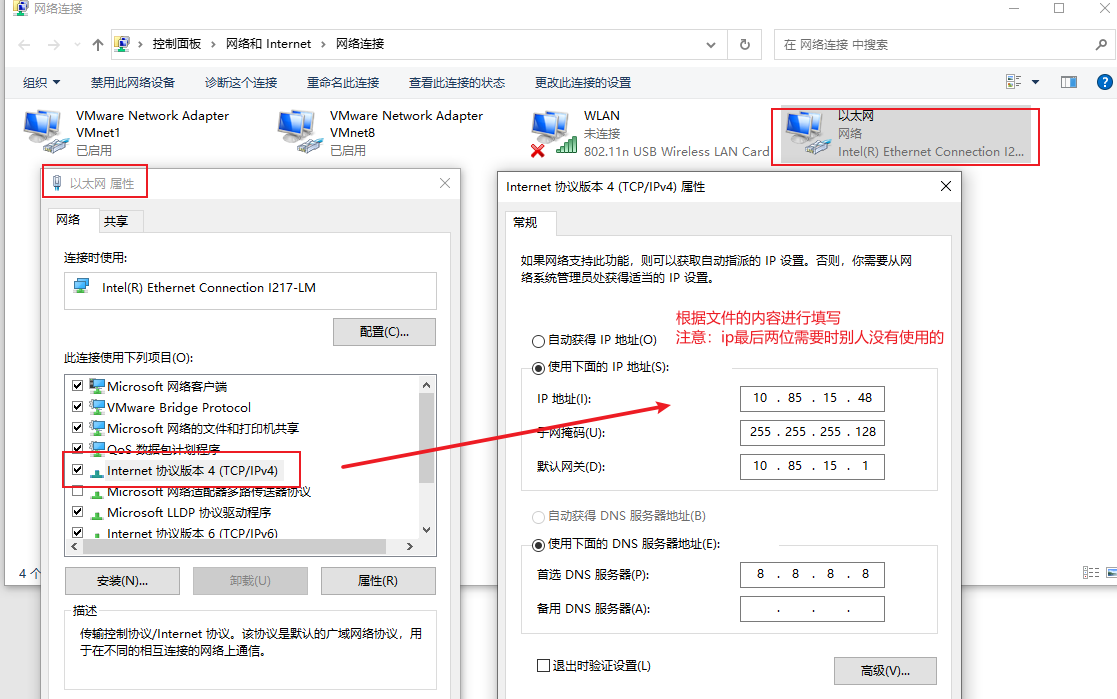 网络连接
控制面板 › 网络和 Internet › 网络连接
在 网络连接 中搜索
组织 禁用此网络设备 诊断这个连接 重命名此连接 查看此连接的状态 更改此连接的设置
VMware Network Adapter
VMnet1
已启用
VMware Network Adapter
VMnet8
已启用
WLAN
未连接
802.11n USB Wireless LAN Card
以太网
网络
Intel(R) Ethernet Connection I2...
以太网 属性
网络 共享
连接时使用:
Intel(R) Ethernet Connection I217-LM
配置(C)...
此连接使用下列项目(O):
Microsoft 网络客户端
VMware Bridge Protocol
Microsoft 网络的文件和打印机共享
QoS 数据包计划程序
Internet 协议版本 4 (TCP/IPv4)
Microsoft 网络适配器多路传送器协议
Microsoft LLDP 协议驱动程序
Internet 协议版本 6 (TCP/IPv6)
安装(N)... 卸载(U) 属性(R)
描述
传输控制协议/Internet 协议。该协议是默认的广域网络协议，用
于在不同的相互连接的网络上通信。
4 个
Internet 协议版本 4 (TCP/IPv4) 属性
常规
如果网络支持此功能，则可以获取自动指派的 IP 设置。否则，你需要从网
络系统管理员处获得适当的 IP 设置。
根据文件的内容进行填写
注意：ip最后两位需要时别人没有使用的
自动获得 IP 地址(O)
使用下面的 IP 地址(S):
IP 地址(I): 10 . 85 . 15 . 48
子网掩码(U): 255 . 255 . 255 . 128
默认网关(D): 10 . 85 . 15 . 1
自动获得 DNS 服务器地址(B)
使用下面的 DNS 服务器地址(E):
首选 DNS 服务器(P): 8 . 8 . 8 . 8
备用 DNS 服务器(A): . . .
退出时验证设置(L)
高级(V)...